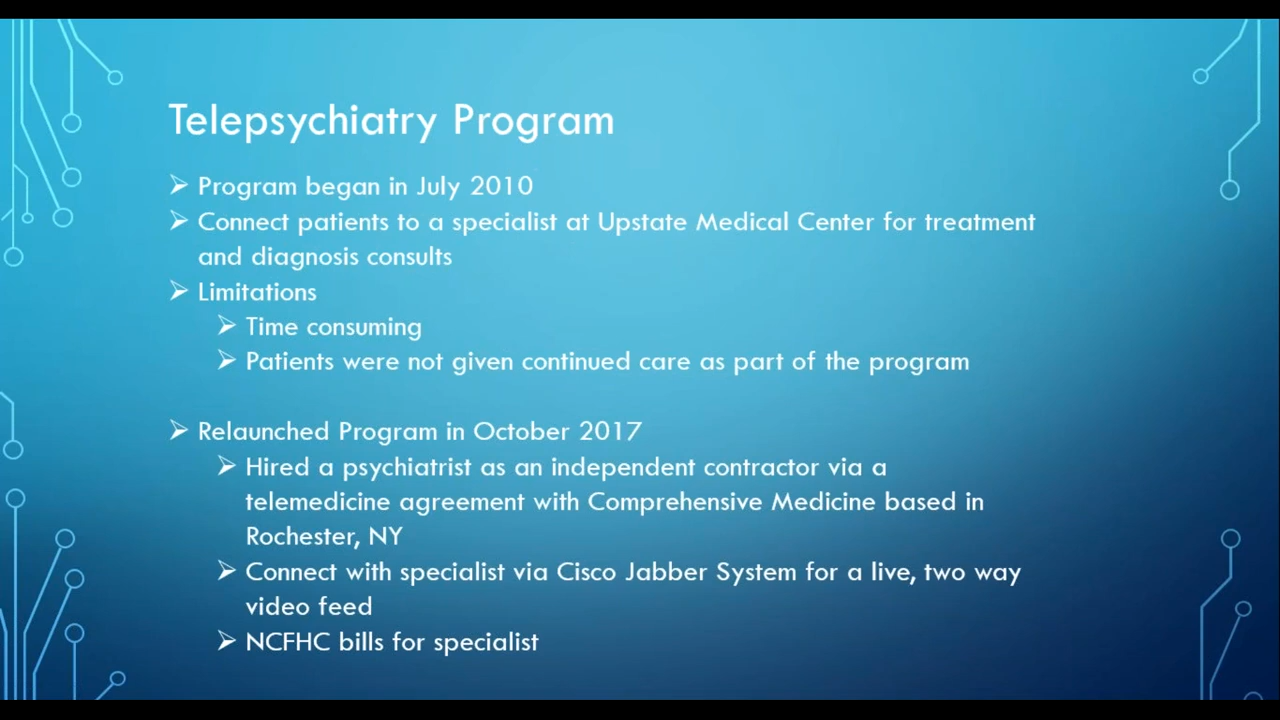 Telepsychiatry Program
➢ Program began in July 2010
➢ Connect patients to a specialist at Upstate Medical Center for treatment
and diagnosis consults
➢ Limitations
➢ Time consuming
➢ Patients were not given continued care as part of the program
➢ Relaunched Program in October 2017
➢ Hired a psychiatrist as an independent contractor via a
telemedicine agreement with Comprehensive Medicine based in
Rochester, NY
➢ Connect with specialist via Cisco Jabber System for a live, two way
video feed
➢ NCFHC bills for specialist